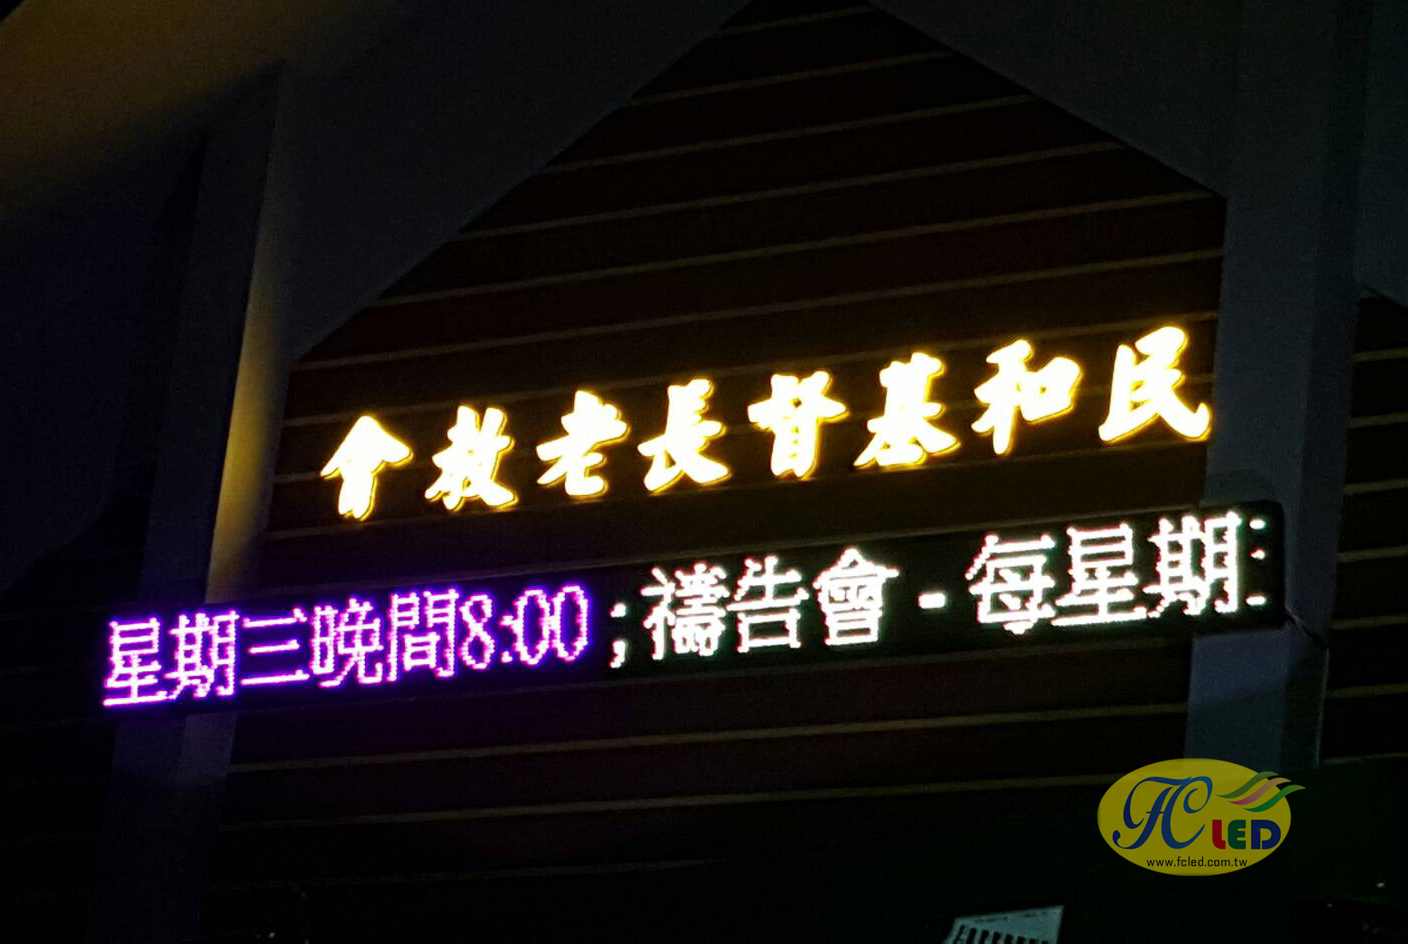 民和基督長老教會
星期三晚間8:00 ; 禱告會 - 每星期
FC LED
www.fcled.com.tw